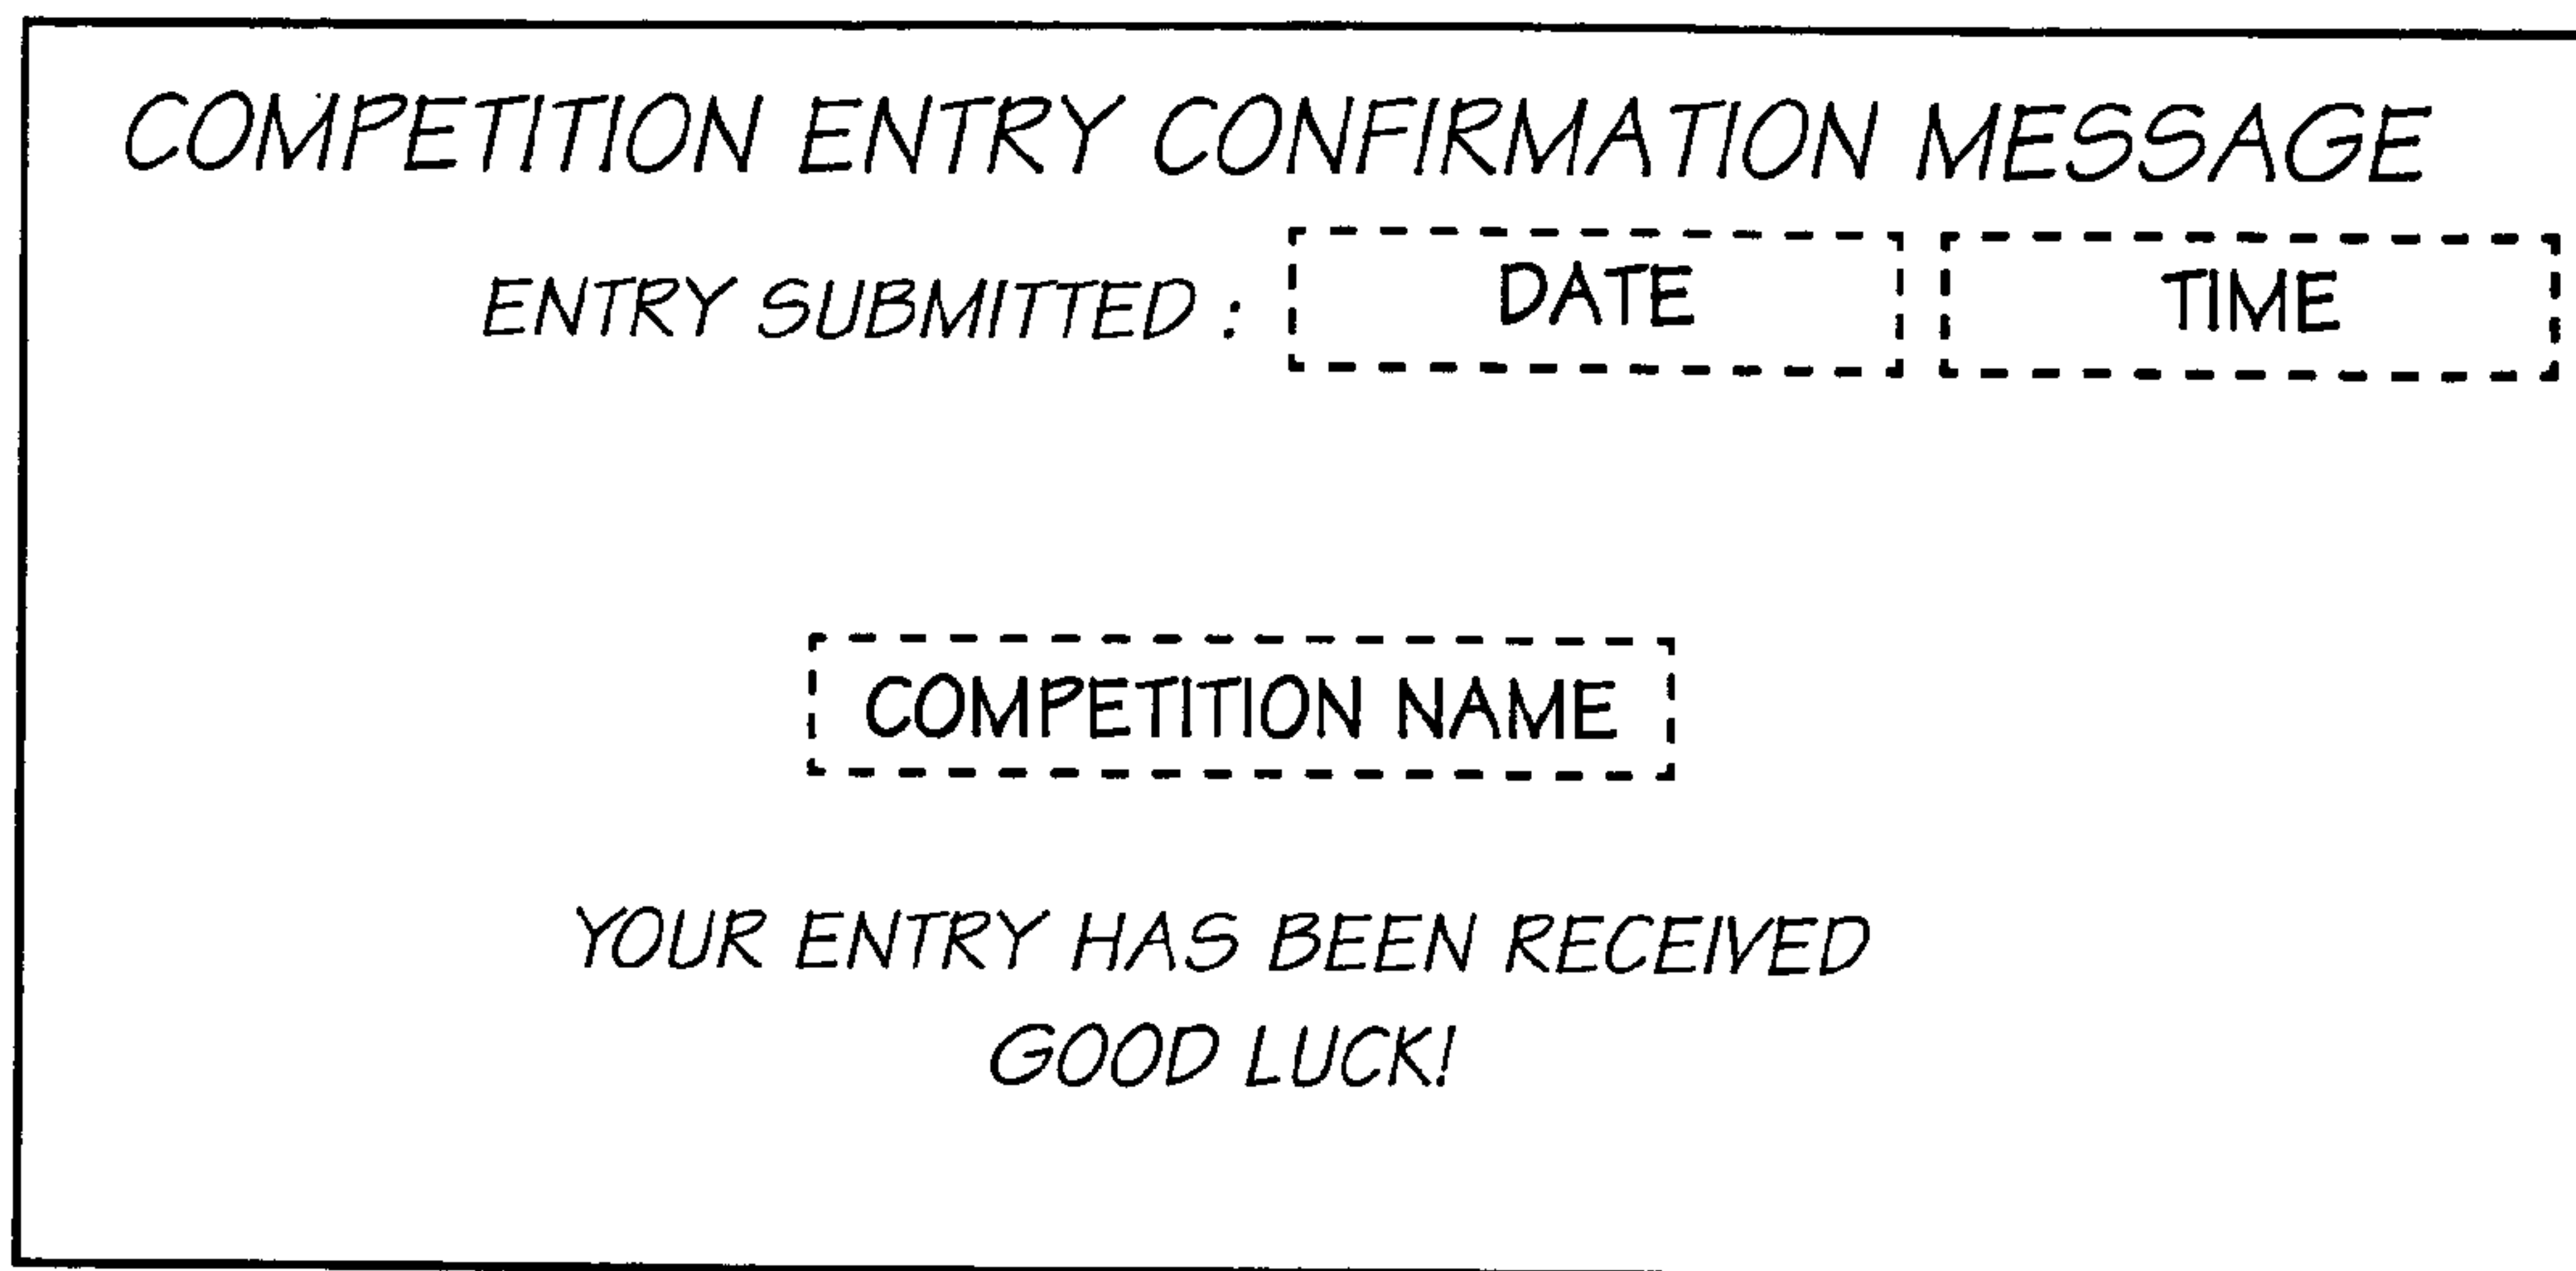 COMPETITION ENTRY CONFIRMATION MESSAGE
ENTRY SUBMITTED : DATE TIME
COMPETITION NAME
YOUR ENTRY HAS BEEN RECEIVED
GOOD LUCK!